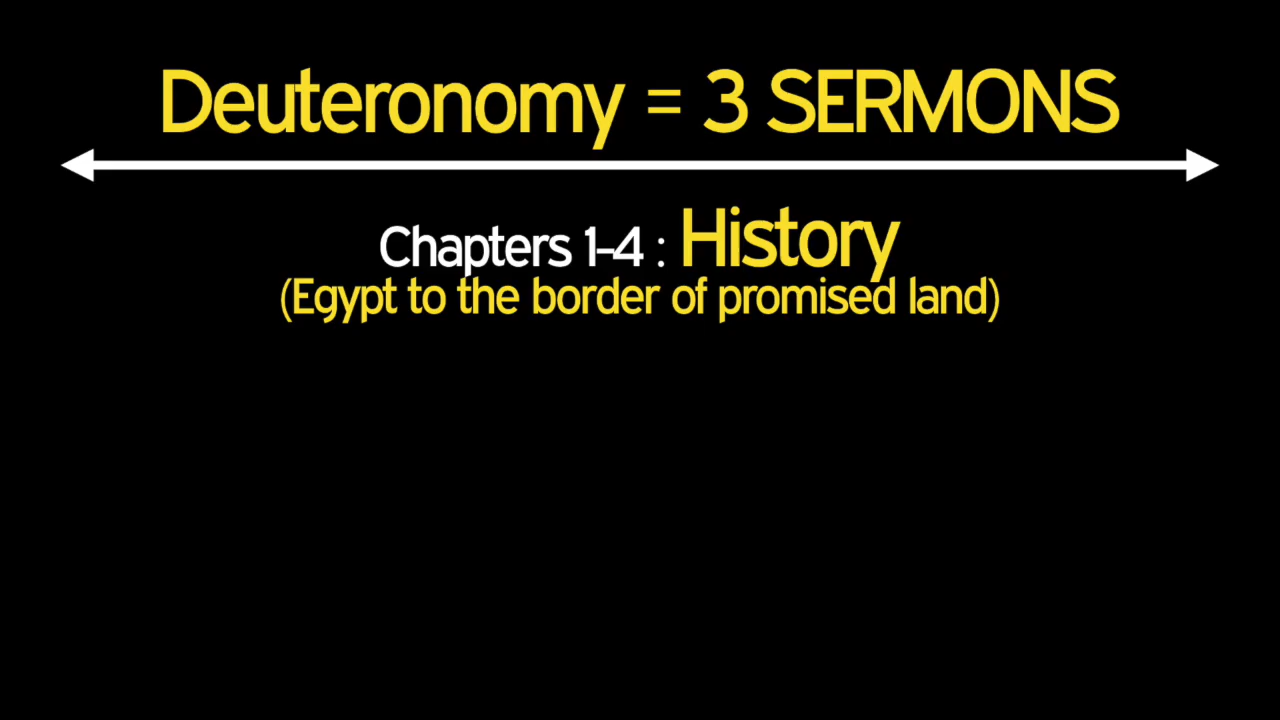 Deuteronomy = 3 SERMONS
Chapters 1-4 : History
(Egypt to the border of promised land)